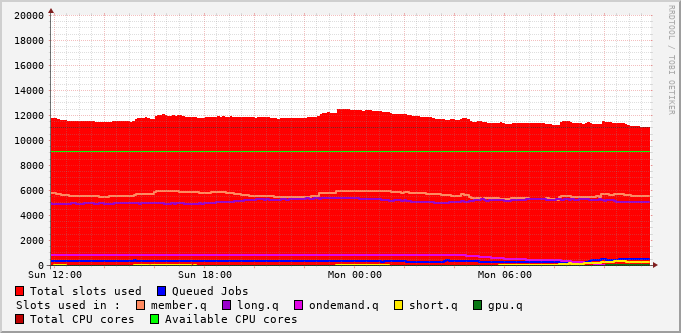 20000
18000
16000
14000
12000
10000
8000
6000
4000
2000
0
Sun 12:00 Sun 18:00 Mon 00:00 Mon 06:00
Total slots used Queued Jobs
Slots used in : member.q long.q ondemand.q short.q gpu.q
Total CPU cores Available CPU cores
RRDTOOL / TOBI OETIKER